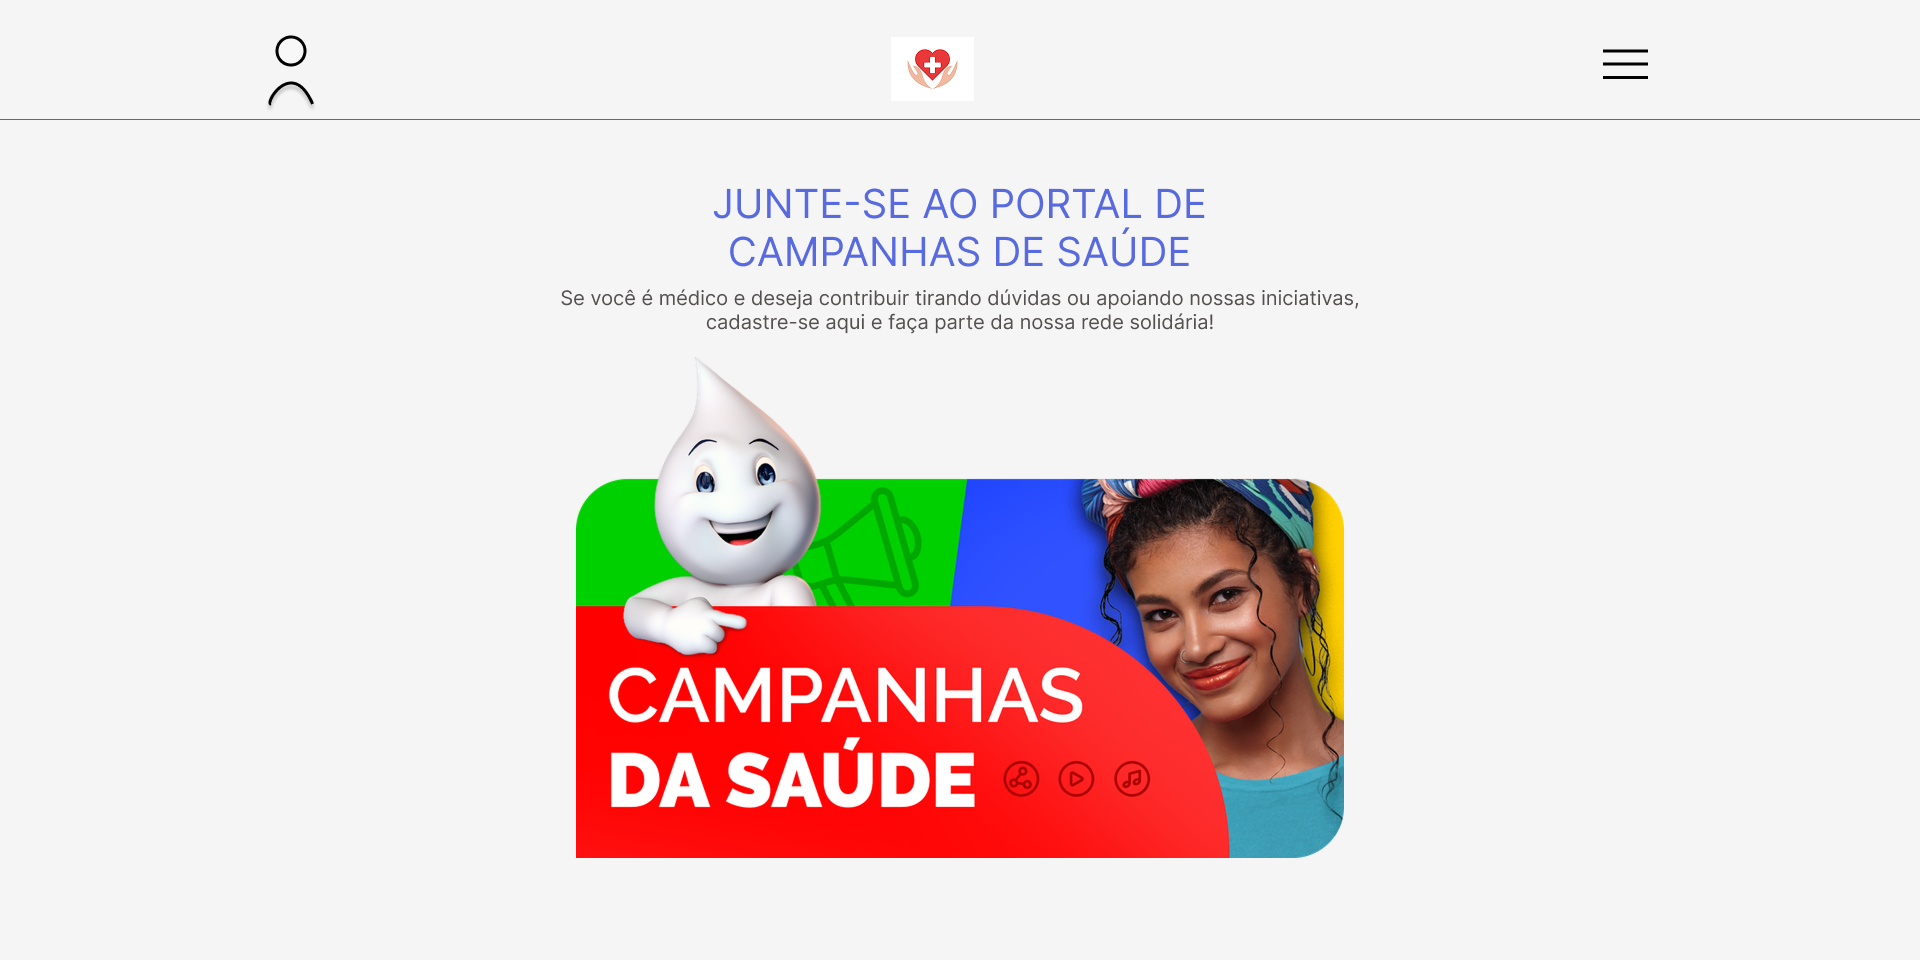 JUNTE-SE AO PORTAL DE
CAMPANHAS DE SAÚDE
Se você é médico e deseja contribuir tirando dúvidas ou apoiando nossas iniciativas,
cadastre-se aqui e faça parte da nossa rede solidária!
CAMPANHAS
DA SAÚDE